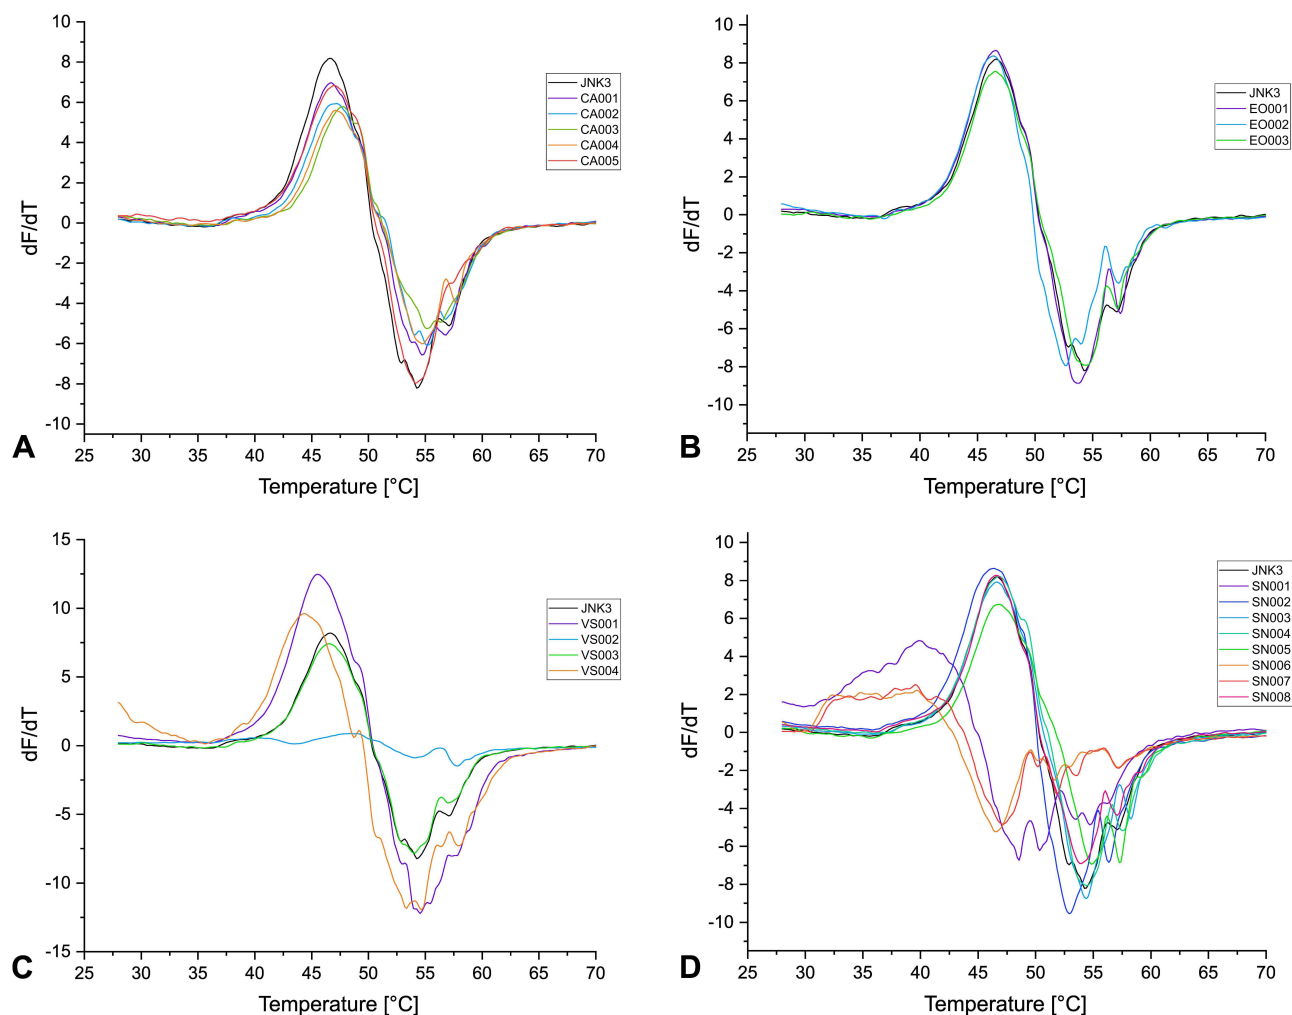 10
8
6
4
2
0
-2
-4
-6
-8
-10
dF/dT
25 30 35 40 45 50 55 60 65 70
Temperature [°C]
JNK3
CA001
CA002
CA003
CA004
CA005
A
10
8
6
4
2
0
-2
-4
-6
-8
-10
dF/dT
25 30 35 40 45 50 55 60 65 70
Temperature [°C]
JNK3
EO001
EO002
EO003
B
15
10
5
0
-5
-10
-15
dF/dT
25 30 35 40 45 50 55 60 65 70
Temperature [°C]
JNK3
VS001
VS002
VS003
VS004
C
10
8
6
4
2
0
-2
-4
-6
-8
-10
dF/dT
25 30 35 40 45 50 55 60 65 70
Temperature [°C]
JNK3
SN001
SN002
SN003
SN004
SN005
SN006
SN007
SN008
D